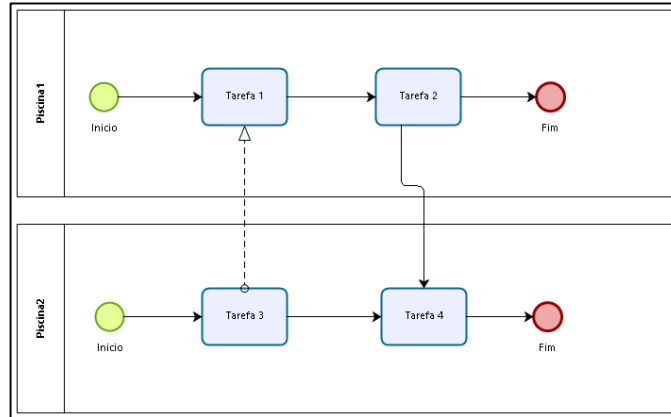 Piscina1
Tarefa 1
Tarefa 2
Inicio
Fim
Piscina2
Tarefa 3
Tarefa 4
Inicio
Fim